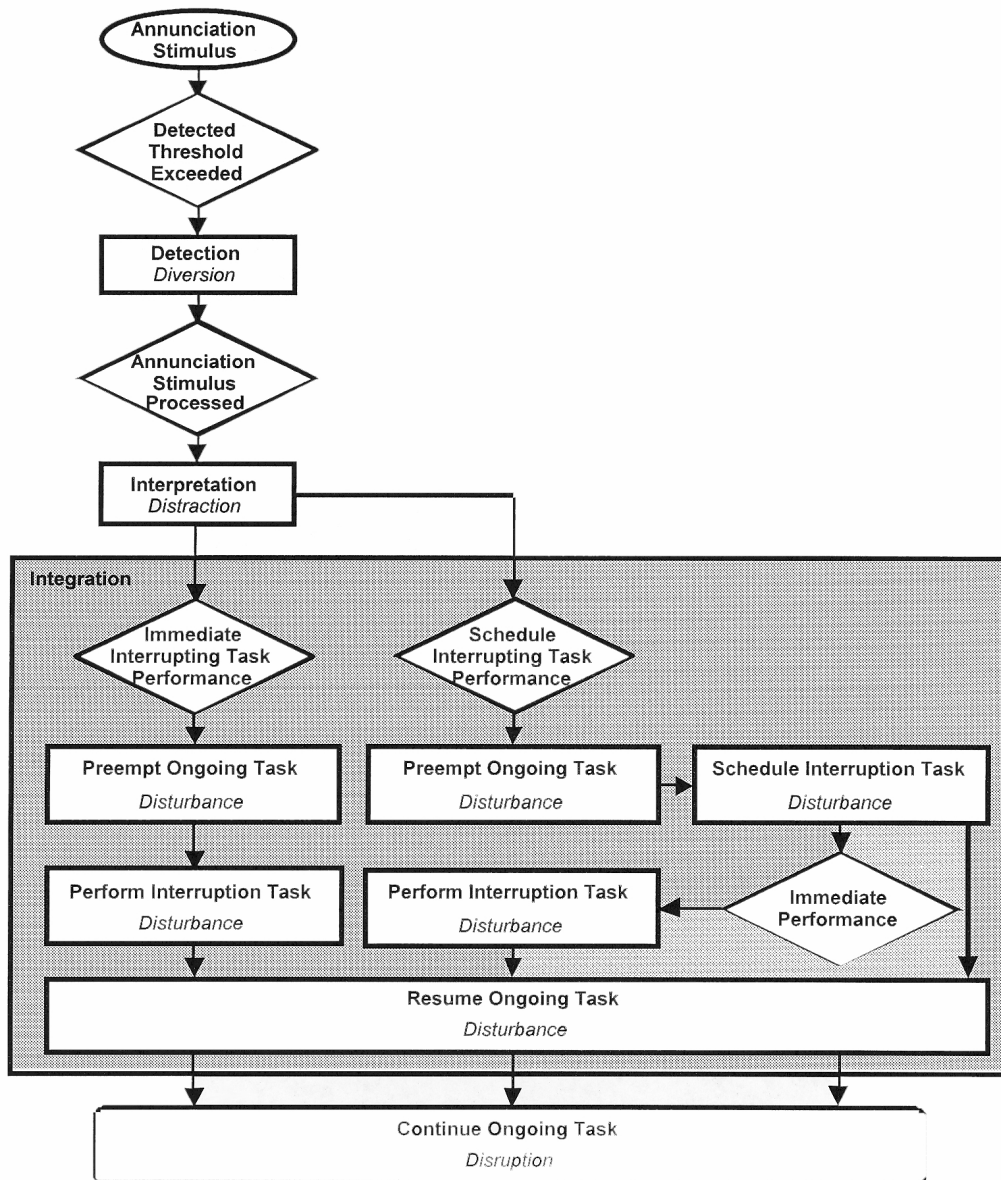 Annunciation
Stimulus
Detected
Threshold
Exceeded
Detection
Diversion
Annunciation
Stimulus
Processed
Interpretation
Distraction
Integration
Immediate
Interrupting Task
Performance
Schedule
Interrupting Task
Performance
Preempt Ongoing Task
Disturbance
Preempt Ongoing Task
Disturbance
Schedule Interruption Task
Disturbance
Perform Interruption Task
Disturbance
Perform Interruption Task
Disturbance
Immediate
Performance
Resume Ongoing Task
Disturbance
Continue Ongoing Task
Disruption